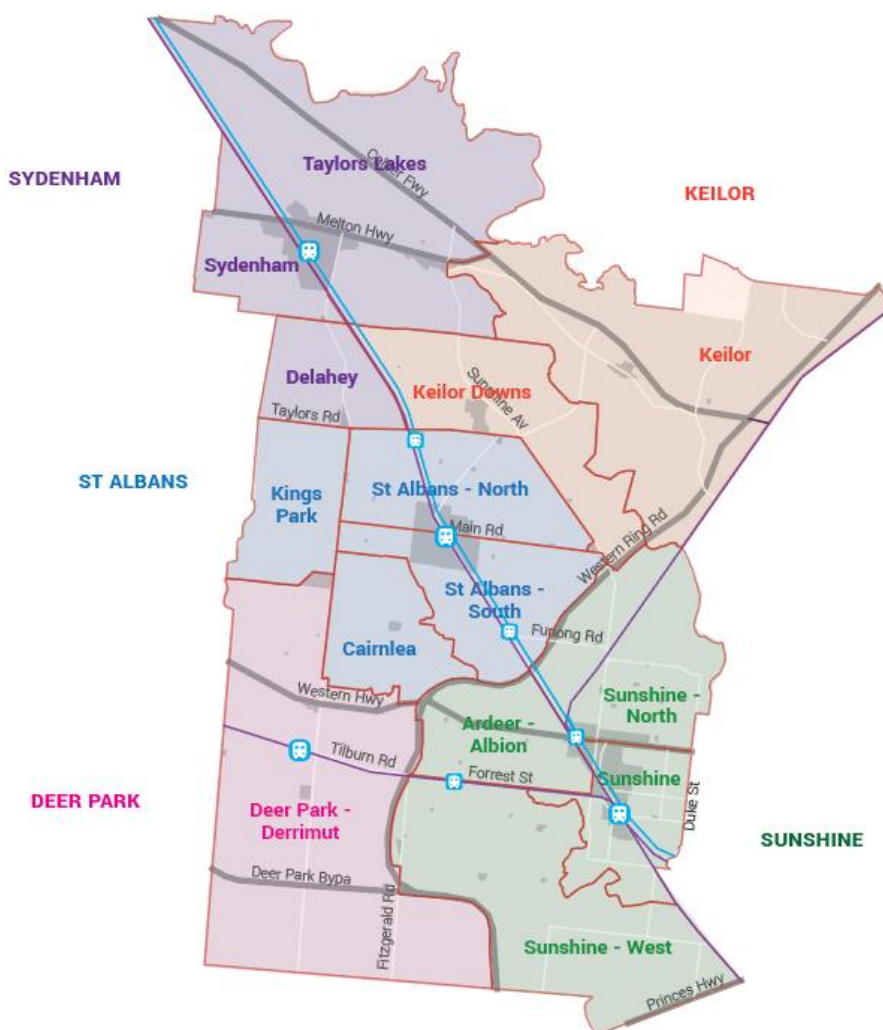 Taylors Lakes
Calder Fwy
SYDENHAM
KEILOR
Melton Hwy
Sydenham
Keilor
Delahey
Keilor Downs
Sunshine Av
Taylors Rd
ST ALBANS
Kings
Park
St Albans - North
Main Rd
Western Ring Rd
St Albans -
South
Furlong Rd
Cairnlea
Western Hwy
Sunshine -
North
Ardeer -
Albion
Tilburn Rd
Forrest St
Sunshine
DEER PARK
Deer Park -
Derrimut
Duke St
SUNSHINE
Deer Park Bypa
Fitzgerald Rd
Sunshine - West
Princes Hwy